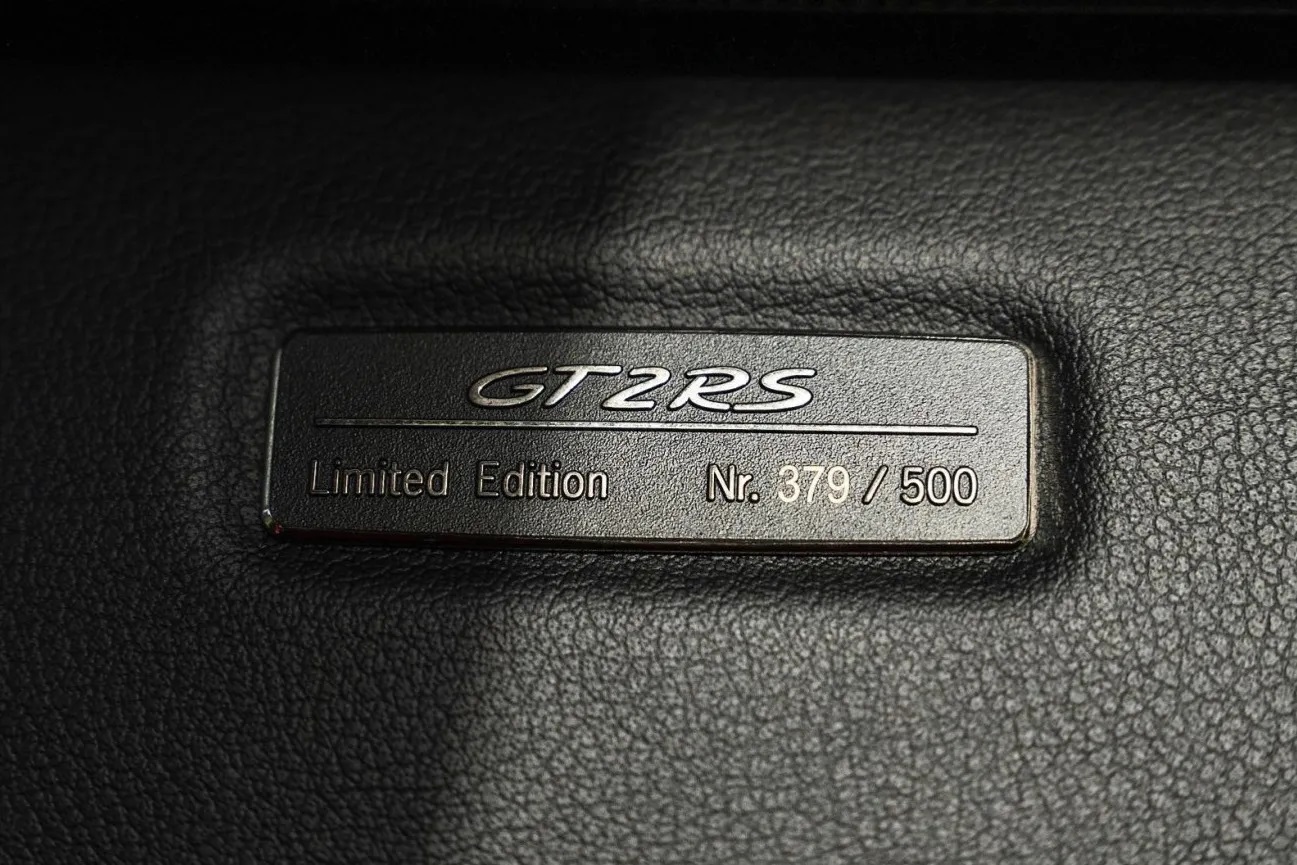 GT2RS
Limited Edition Nr. 379 / 500